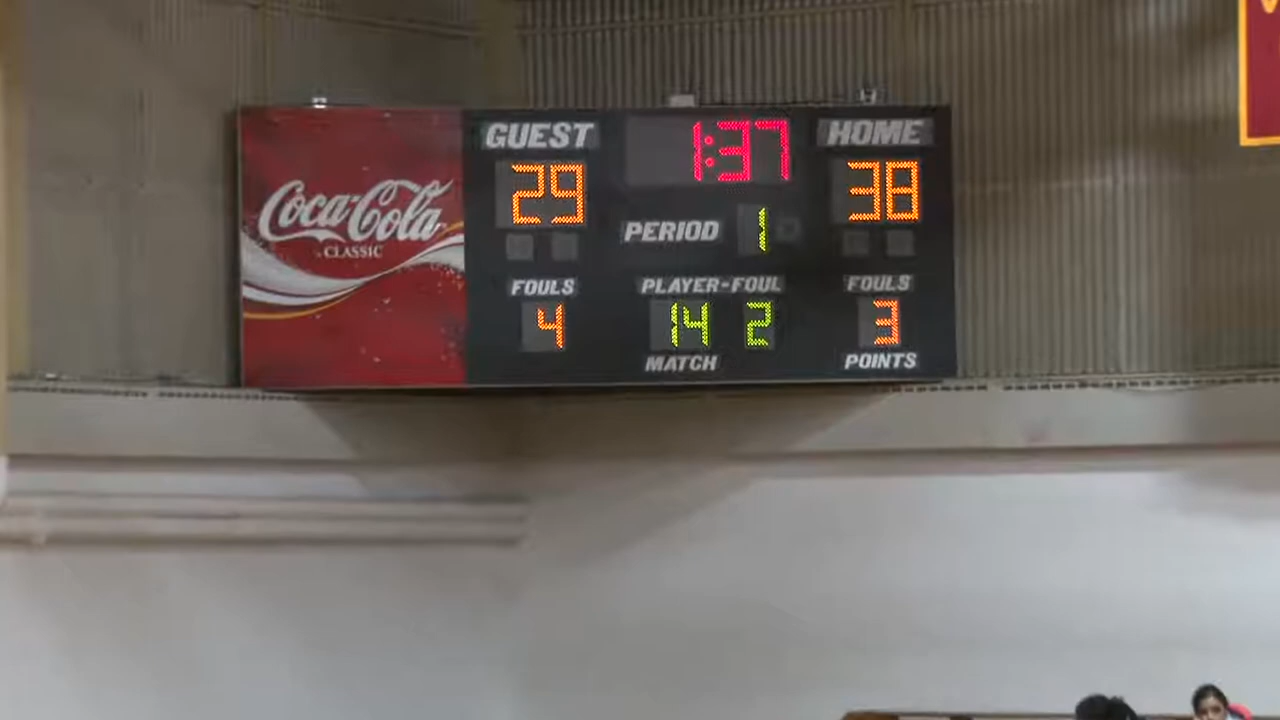 Coca-Cola
CLASSIC
GUEST
1:37
HOME
29
38
PERIOD 1
FOULS
PLAYER-FOUL
FOULS
4
14 2
3
MATCH
POINTS